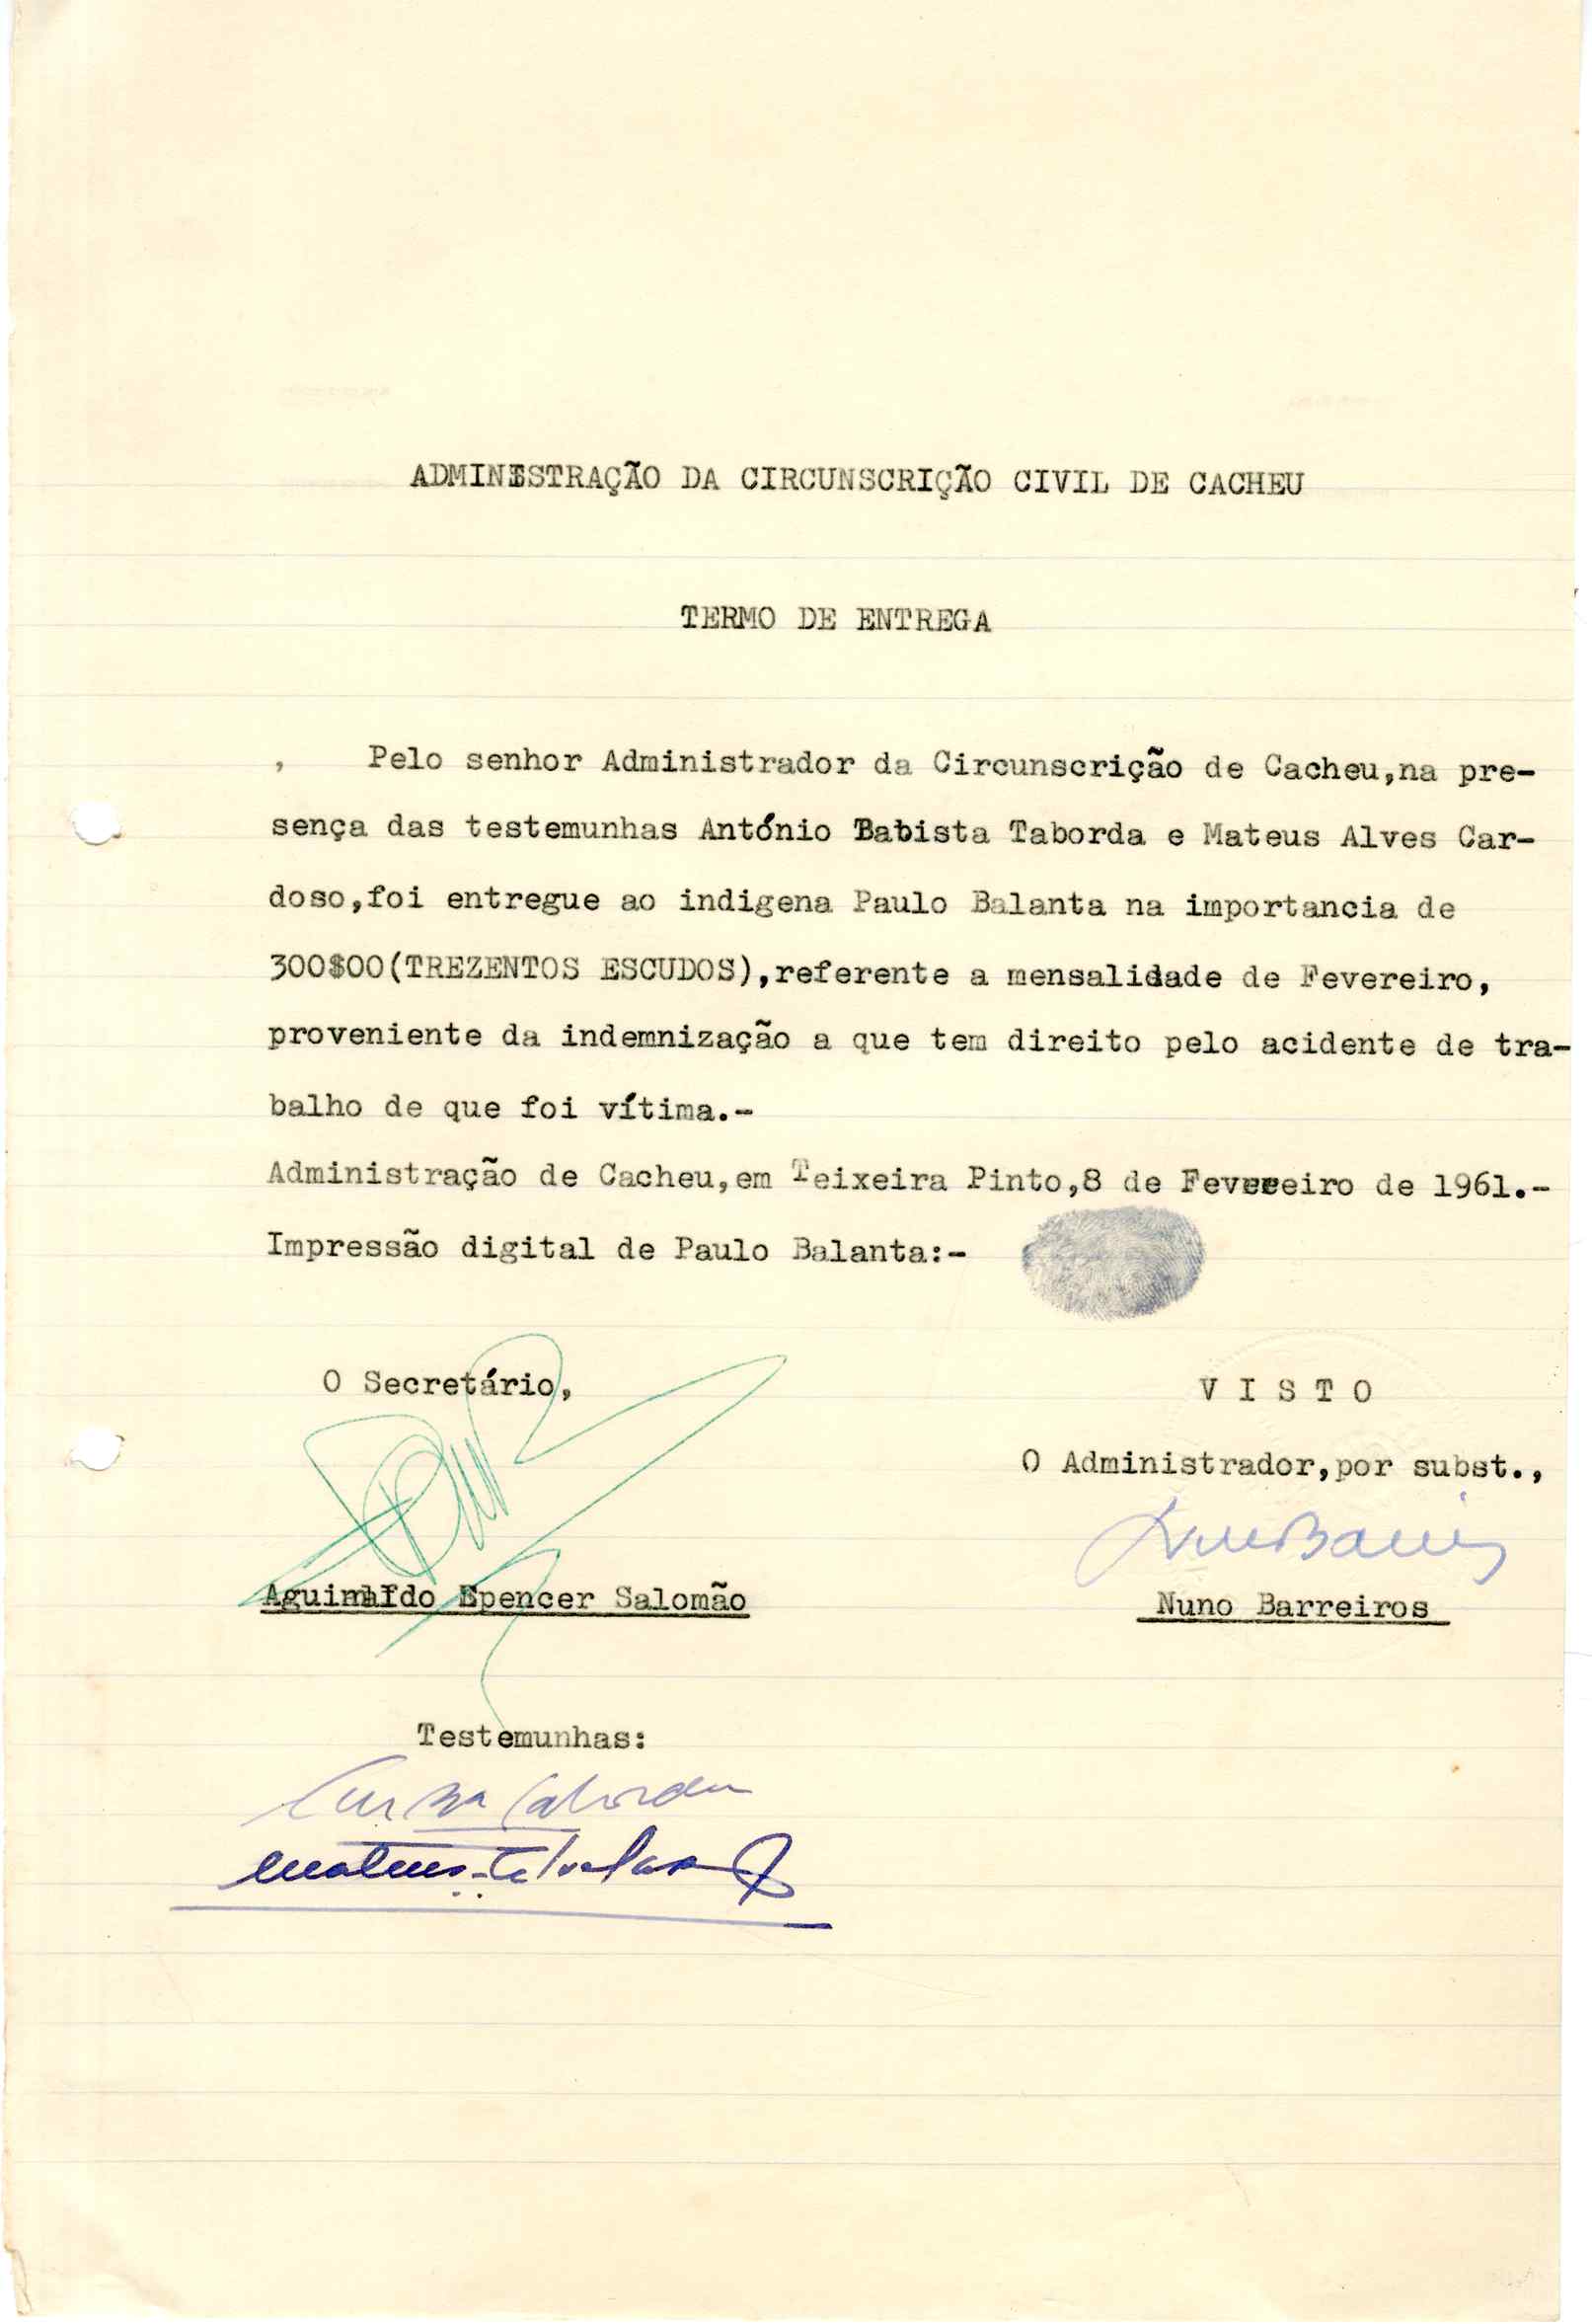 ADMINISTRAÇÃO DA CIRCUNSCRIÇÃO CIVIL DE CACHEU
TERMO DE ENTREGA
, Pelo senhor Administrador da Circunscrição de Cacheu,na pre-
sença das testemunhas António Batista Taborda e Mateus Alves Car-
doso,foi entregue ao indigena Paulo Balanta na importancia de
300$00(TREZENTOS ESCUDOS),referente a mensalidade de Fevereiro,
proveniente da indemnização a que tem direito pelo acidente de tra-
balho de que foi vítima.-
Administração de Cacheu,em Teixeira Pinto,8 de Fevereiro de 1961.-
Impressão digital de Paulo Balanta:-
O Secretário,
V I S T O
O Administrador,por subst.,
Aguinaldo Epencer Salomão
Nuno Barreiros
Testemunhas: